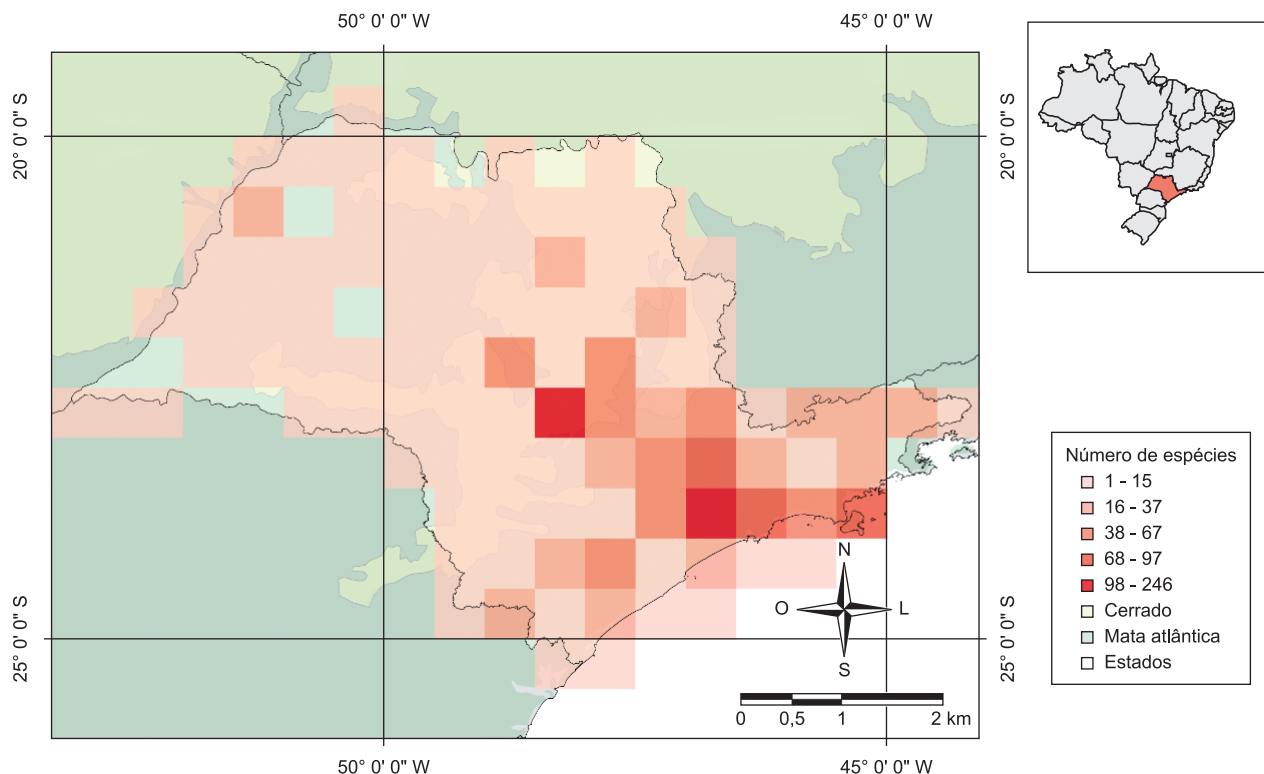 50° 0' 0" W
45° 0' 0" W
20° 0' 0" S
20° 0' 0" S
Número de espécies
1 - 15
16 - 37
38 - 67
68 - 97
98 - 246
Cerrado
Mata atlântica
Estados
N
O
L
S
25° 0' 0" S
25° 0' 0" S
0
0,5
1
2 km
50° 0' 0" W
45° 0' 0" W